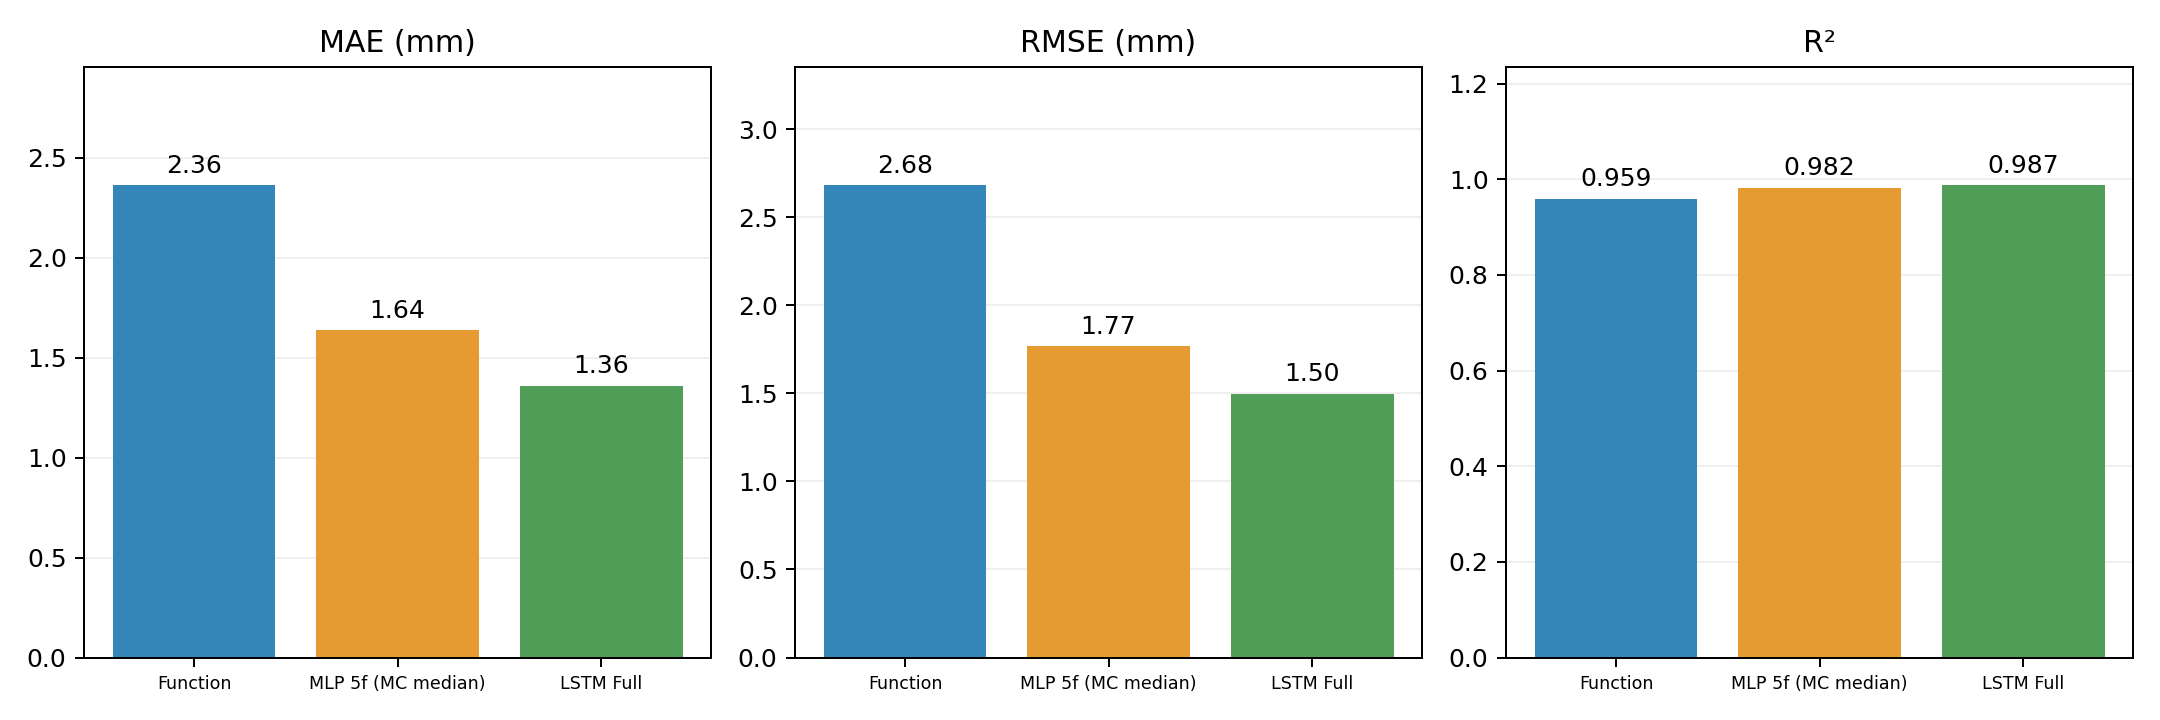 MAE (mm)
2.5
2.0
1.5
1.0
0.5
0.0
2.36
1.64
1.36
Function
MLP 5f (MC median)
LSTM Full
RMSE (mm)
3.0
2.5
2.0
1.5
1.0
0.5
0.0
2.68
1.77
1.50
Function
MLP 5f (MC median)
LSTM Full
R²
1.2
1.0
0.8
0.6
0.4
0.2
0.0
0.959
0.982
0.987
Function
MLP 5f (MC median)
LSTM Full